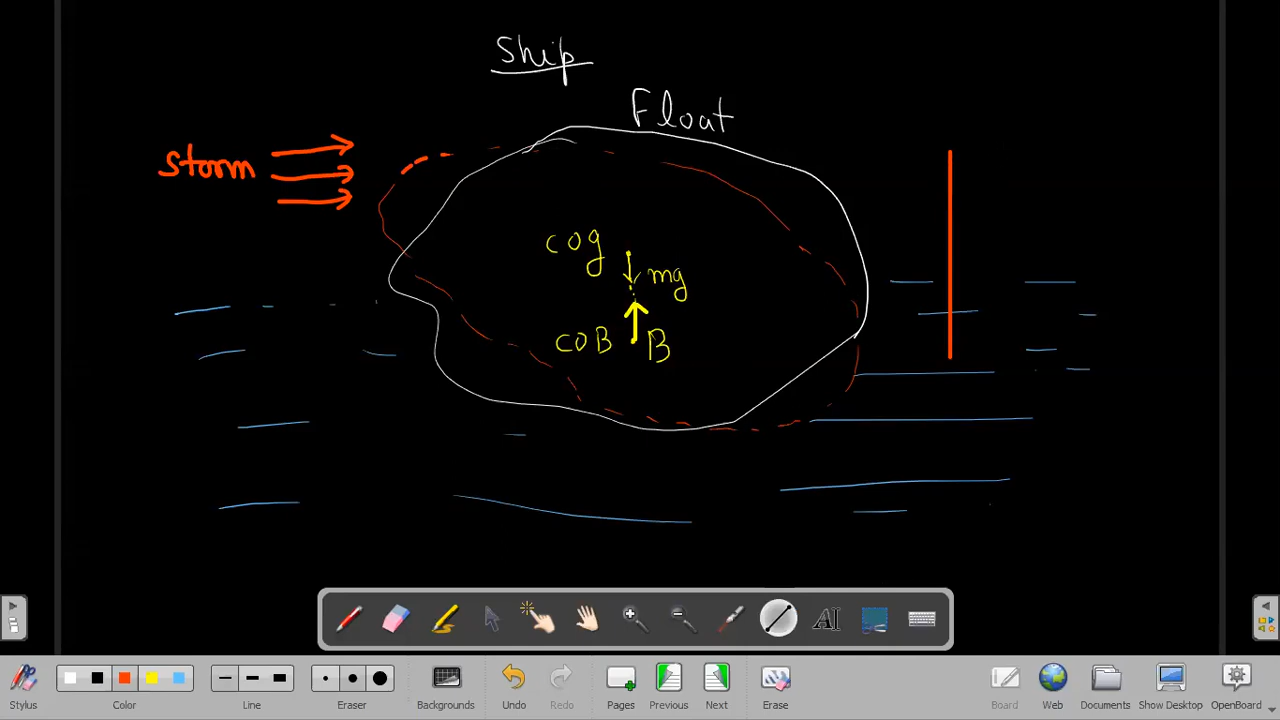 Ship
Float
Storm
cog
mg
COB B
AI
Stylus Color Line Eraser Backgrounds Undo Redo Pages Previous Next Erase Board Web Documents Show Desktop OpenBoard